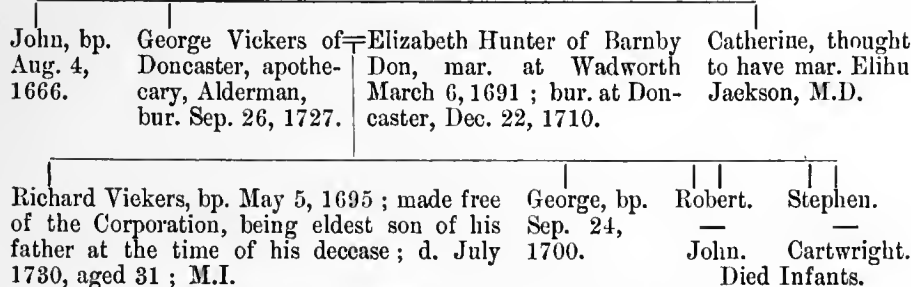 John, bp.
Aug. 4,
1666.
George Vickers of
Doncaster, apothe-
cary, Alderman,
bur. Sep. 26, 1727.
Elizabeth Hunter of Barnby
Don, mar. at Wadworth
March 6, 1691 ; bur. at Don-
caster, Dec. 22, 1710.
Catherine, thought
to have mar. Elihu
Jackson, M.D.
Richard Vickers, bp. May 5, 1695 ; made free
of the Corporation, being eldest son of his
father at the time of his decease ; d. July
1730, aged 31 ; M.I.
George, bp.
Sep. 24,
1700.
Robert.
—
John.
Stephen.
—
Cartwright.
Died Infants.